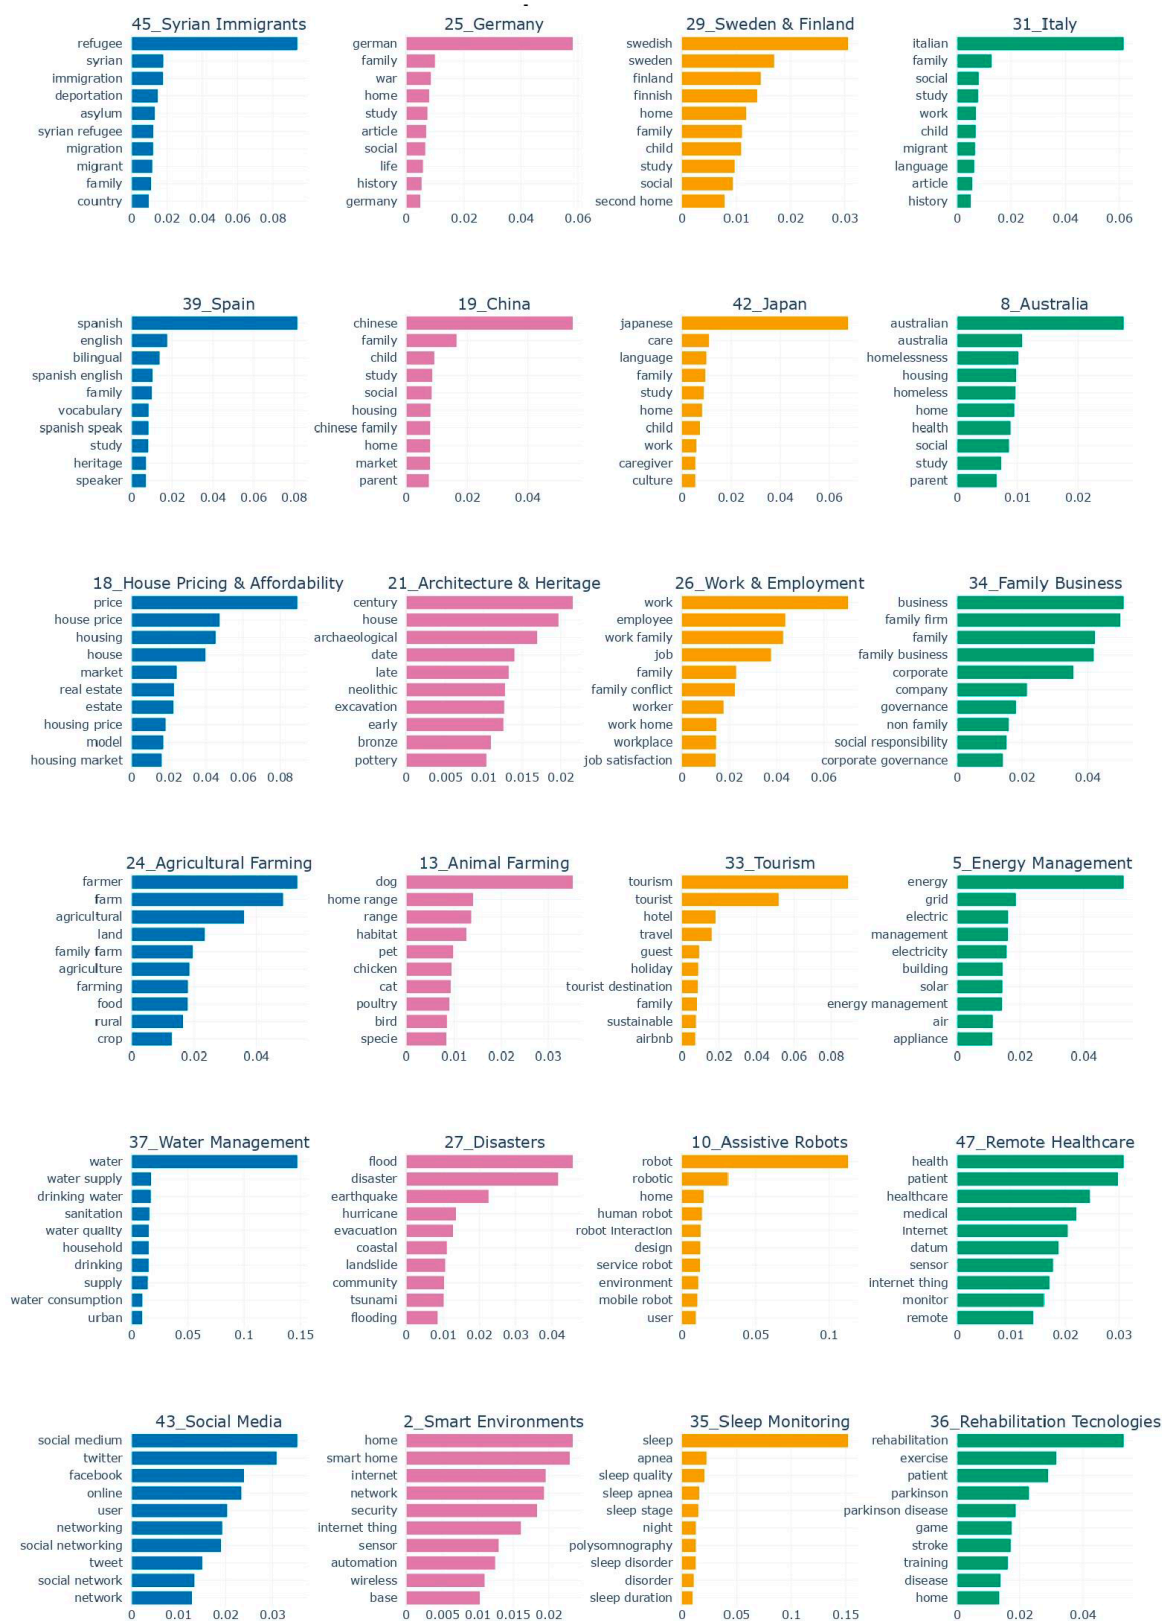 45_Syrian Immigrants
refugee
syrian
immigration
deportation
asylum
syrian refugee
migration
migrant
family
country
0 0.02 0.04 0.06 0.08
25_Germany
german
family
war
home
study
article
social
life
history
germany
0 0.02 0.04 0.06
29_Sweden & Finland
swedish
sweden
finland
finnish
home
family
child
study
social
second home
0 0.01 0.02 0.03
31_Italy
italian
family
social
study
work
child
migrant
language
article
history
0 0.02 0.04 0.06
39_Spain
spanish
english
bilingual
spanish english
family
vocabulary
spanish speak
study
heritage
speaker
0 0.02 0.04 0.06 0.08
19_China
chinese
family
child
study
social
housing
chinese family
home
market
parent
0 0.02 0.04
42_Japan
japanese
care
language
family
study
home
child
work
caregiver
culture
0 0.02 0.04 0.06
8_Australia
australian
australia
homelessness
housing
homeless
home
health
social
study
parent
0 0.01 0.02
18_House Pricing & Affordability
price
house price
housing
house
market
real estate
estate
housing price
model
housing market
0 0.02 0.04 0.06 0.08
21_Architecture & Heritage
century
house
archaeological
date
late
neolithic
excavation
early
bronze
pottery
0 0.005 0.01 0.015 0.02
26_Work & Employment
work
employee
work family
job
family
family conflict
worker
work home
workplace
job satisfaction
0 0.02 0.04 0.06
34_Family Business
business
family firm
family
family business
corporate
company
governance
non family
social responsibility
corporate governance
0 0.02 0.04
24_Agricultural Farming
farmer
farm
agricultural
land
family farm
agriculture
farming
food
rural
crop
0 0.02 0.04
13_Animal Farming
dog
home range
range
habitat
pet
chicken
cat
poultry
bird
specie
0 0.01 0.02 0.03
33_Tourism
tourism
tourist
hotel
travel
guest
holiday
tourist destination
family
sustainable
airbnb
0 0.02 0.04 0.06 0.08
5_Energy Management
energy
grid
electric
management
electricity
building
solar
energy management
air
appliance
0 0.02 0.04
37_Water Management
water
water supply
drinking water
sanitation
water quality
household
drinking
supply
water consumption
urban
0 0.05 0.1 0.15
27_Disasters
flood
disaster
earthquake
hurricane
evacuation
coastal
landslide
community
tsunami
flooding
0 0.01 0.02 0.03 0.04
10_Assistive Robots
robot
robotic
home
human robot
robot interaction
design
service robot
environment
mobile robot
user
0 0.05 0.1
47_Remote Healthcare
health
patient
healthcare
medical
internet
datum
sensor
internet thing
monitor
remote
0 0.01 0.02 0.03
43_Social Media
social medium
twitter
facebook
online
user
networking
social networking
tweet
social network
network
0 0.01 0.02 0.03
2_Smart Environments
home
smart home
internet
network
security
internet thing
sensor
automation
wireless
base
0 0.01 0.02
35_Sleep Monitoring
sleep
apnea
sleep quality
sleep apnea
sleep stage
night
polysomnography
sleep disorder
disorder
sleep duration
0 0.05 0.1 0.15
36_Rehabilitation Tecnologies
rehabilitation
exercise
patient
parkinson
parkinson disease
game
stroke
training
disease
home
0 0.02 0.04